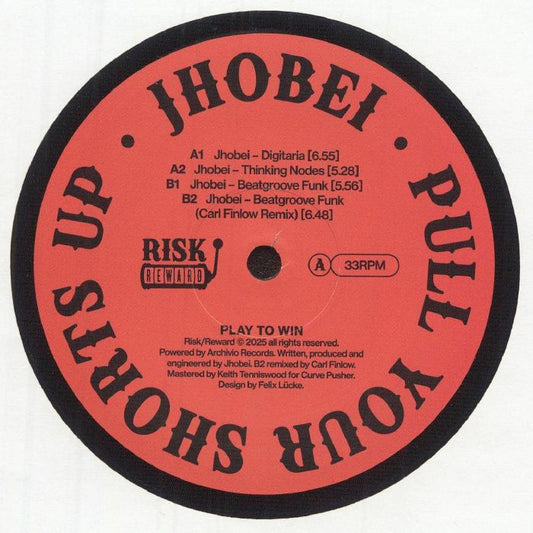 JHOBEI · PULL YOUR SHORTS UP ·
A1 Jhobei – Digitaria [6.55]
A2 Jhobei – Thinking Nodes [5.28]
B1 Jhobei – Beatgroove Funk [5.56]
B2 Jhobei – Beatgroove Funk
(Carl Finlow Remix) [6.48]
RISK
REWARD
A 33RPM
PLAY TO WIN
Risk/Reward © 2025 all rights reserved.
Powered by Archivio Records. Written, produced and
engineered by Jhobei. B2 remixed by Carl Finlow.
Mastered by Keith Tenniswood for Curve Pusher.
Design by Felix Lücke.